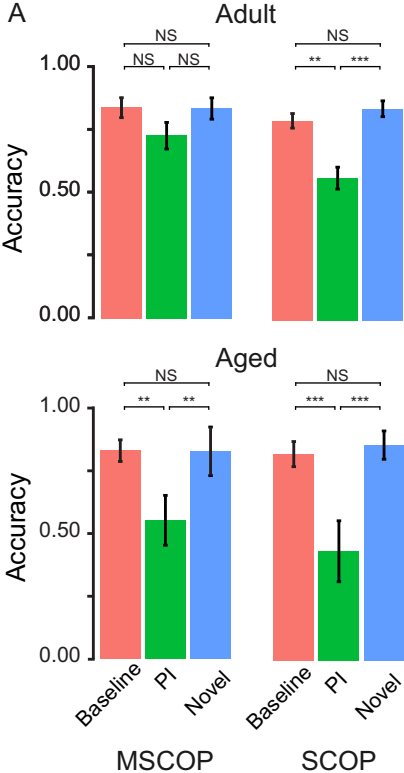 A
Adult
NS
NS
NS NS
** ***
1.00
0.50
0.00
Accuracy
Aged
NS
NS
** **
*** ***
1.00
0.50
0.00
Accuracy
Baseline PI Novel
Baseline PI Novel
MSCOP SCOP